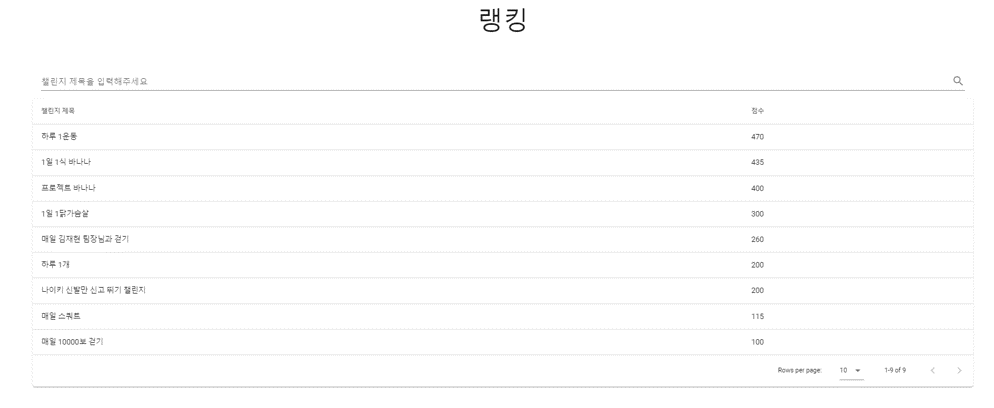 랭킹
챌린지 제목을 입력해주세요
챌린지 제목 점수
하루 1운동 470
1일 1식 바나나 435
프로젝트 바나나 400
1일 1닭가슴살 300
매일 김재현 팀장님과 걷기 260
하루 1개 200
나이키 신발만 신고 뛰기 챌린지 200
매일 스쿼트 115
매일 10000보 걷기 100
Rows per page: 10 1-9 of 9